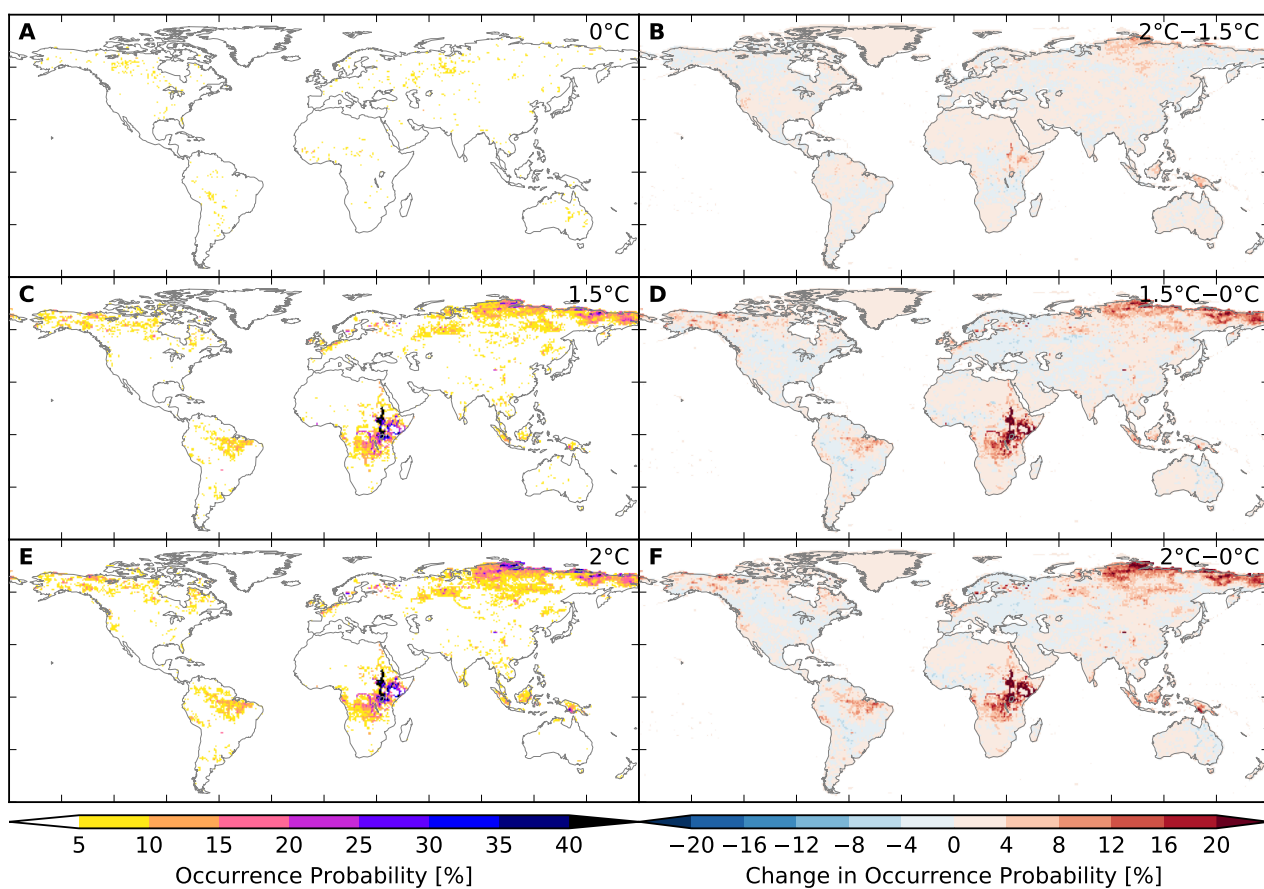 A 0°C B 2°C−1.5°C
C 1.5°C D 1.5°C−0°C
E 2°C F 2°C−0°C
5 10 15 20 25 30 35 40 −20 −16 −12 −8 −4 0 4 8 12 16 20
Occurrence Probability [%] Change in Occurrence Probability [%]